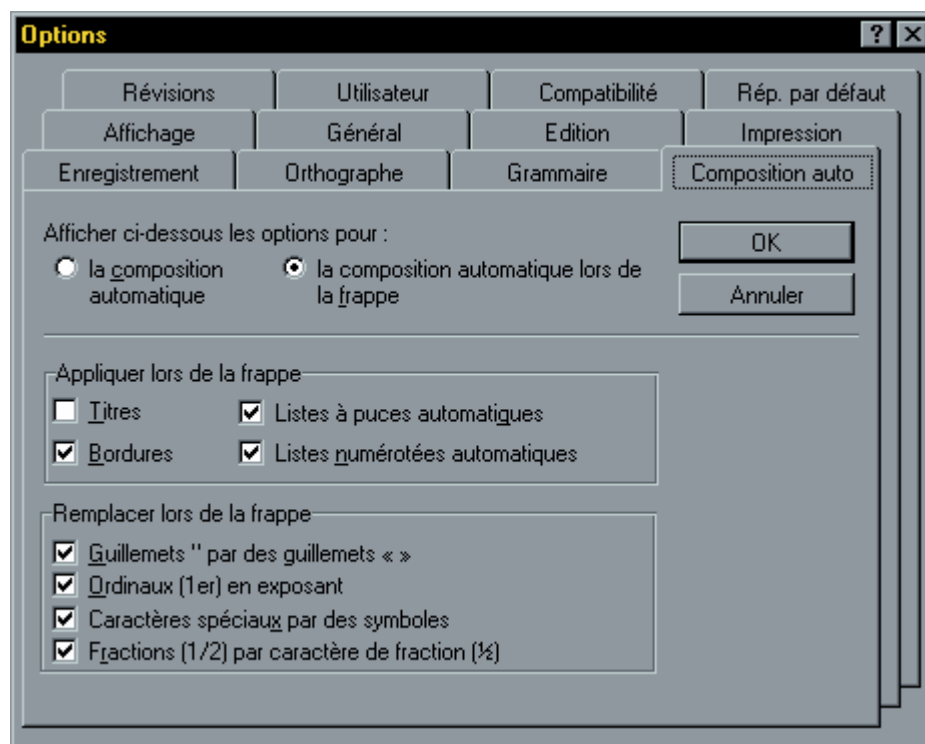 Options
Révisions Utilisateur Compatibilité Rép. par défaut
Affichage Général Edition Impression
Enregistrement Orthographe Grammaire Composition auto
Afficher ci-dessous les options pour :
la composition automatique
la composition automatique lors de la frappe
OK
Annuler
Appliquer lors de la frappe
Titres Listes à puces automatiques
Bordures Listes numérotées automatiques
Remplacer lors de la frappe
Guillemets " par des guillemets « »
Ordinaux (1er) en exposant
Caractères spéciaux par des symboles
Fractions (1/2) par caractère de fraction (½)